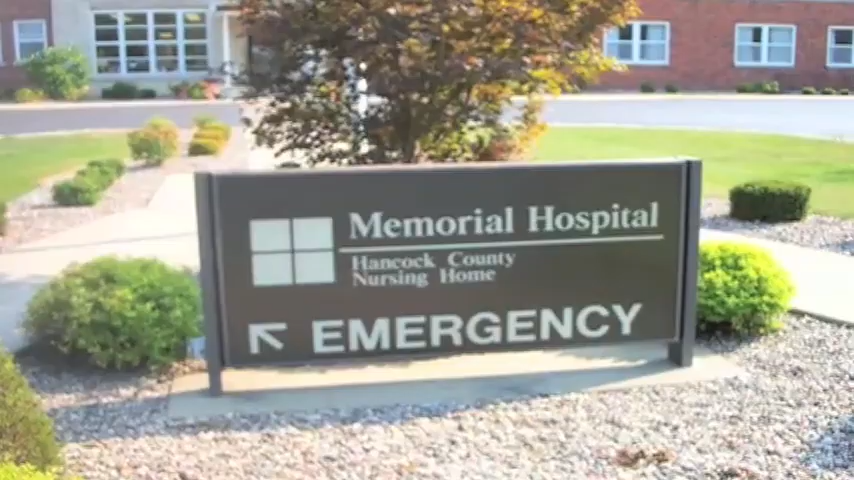 Memorial Hospital
Hancock County
Nursing Home
EMERGENCY